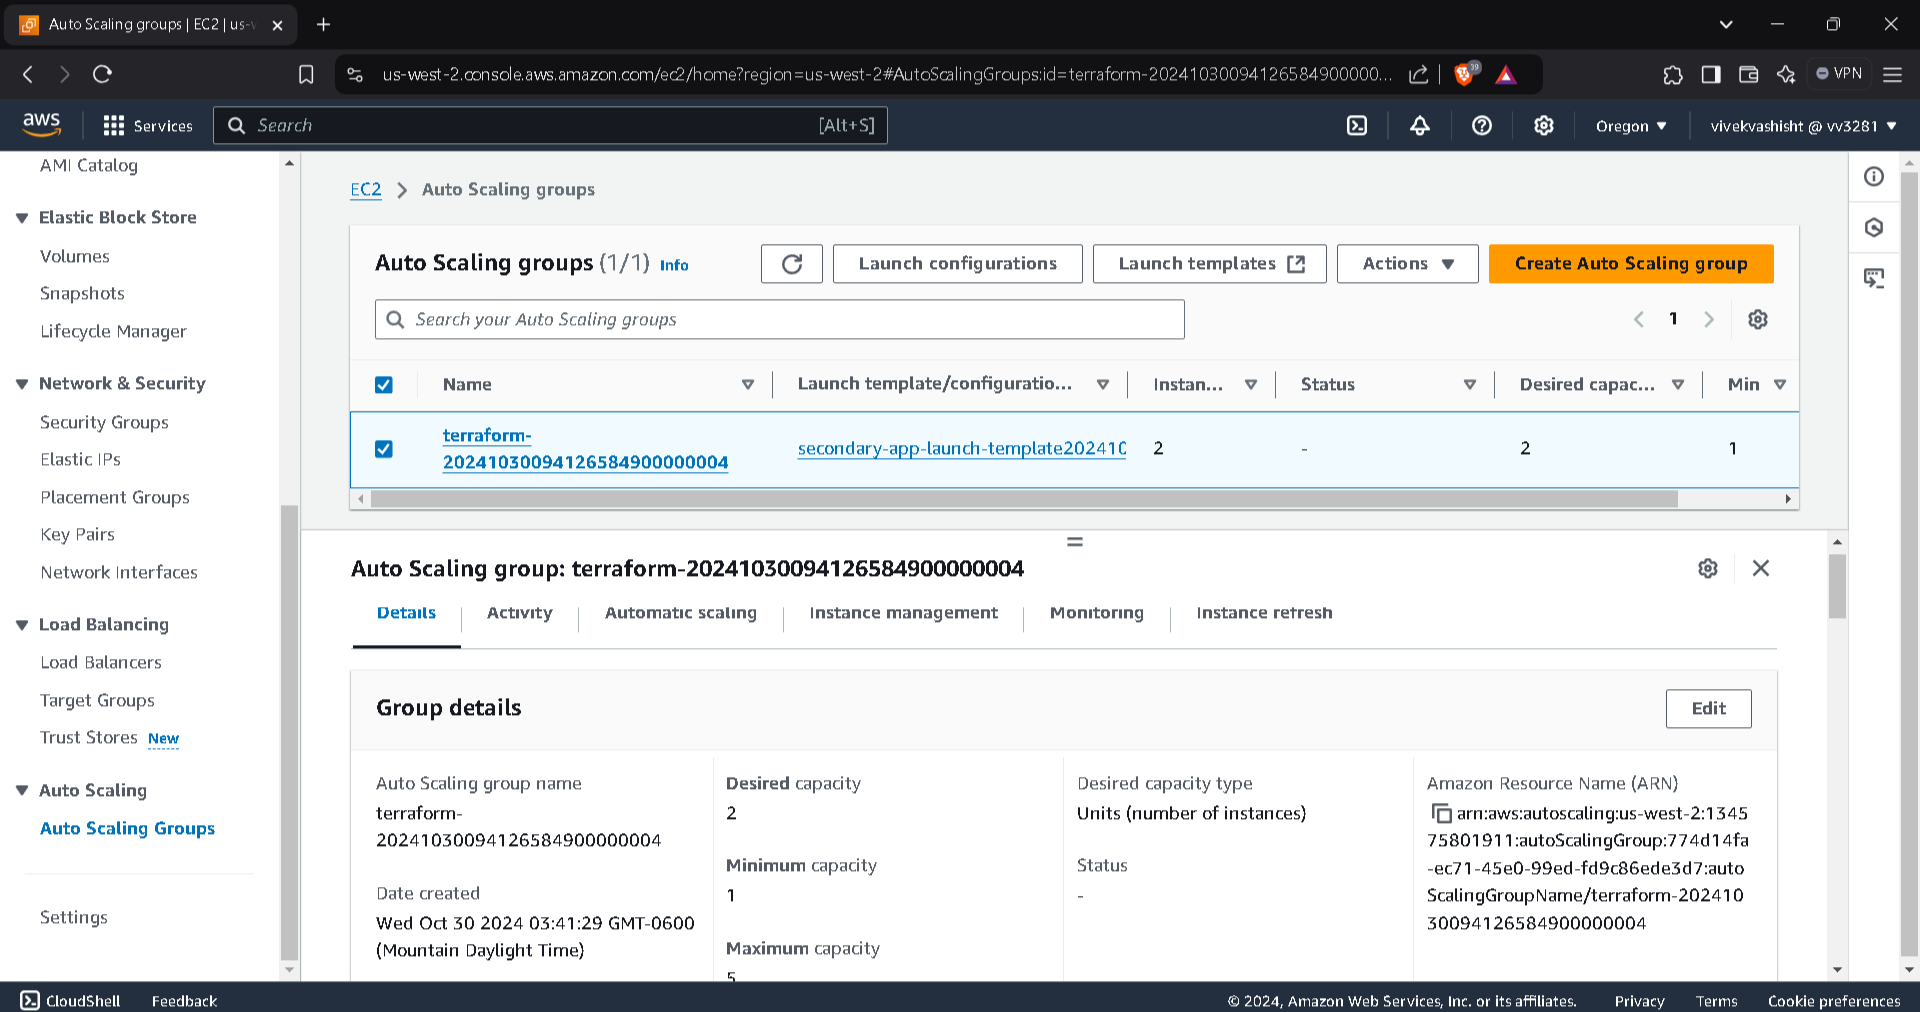 Auto Scaling groups | EC2 | us-w
us-west-2.console.aws.amazon.com/ec2/home?region=us-west-2#AutoScalingGroups:id=terraform-20241030094126584900000...
39
VPN
aws
Services
Search
[Alt+S]
Oregon
vivekvashisht @ vv3281
AMI Catalog
Elastic Block Store
Volumes
Snapshots
Lifecycle Manager
Network & Security
Security Groups
Elastic IPs
Placement Groups
Key Pairs
Network Interfaces
Load Balancing
Load Balancers
Target Groups
Trust Stores New
Auto Scaling
Auto Scaling Groups
Settings
EC2 > Auto Scaling groups
Auto Scaling groups (1/1) Info
Launch configurations
Launch templates
Actions
Create Auto Scaling group
Search your Auto Scaling groups
1
Name
Launch template/configuratio...
Instan...
Status
Desired capac...
Min
terraform-
20241030094126584900000004
secondary-app-launch-template202410
2
-
2
1
Auto Scaling group: terraform-20241030094126584900000004
Details
Activity
Automatic scaling
Instance management
Monitoring
Instance refresh
Group details
Edit
Auto Scaling group name
terraform-
20241030094126584900000004
Date created
Wed Oct 30 2024 03:41:29 GMT-0600
(Mountain Daylight Time)
Desired capacity
2
Minimum capacity
1
Maximum capacity
5
Desired capacity type
Units (number of instances)
Status
-
Amazon Resource Name (ARN)
arn:aws:autoscaling:us-west-2:1345
75801911:autoScalingGroup:774d14fa
-ec71-45e0-99ed-fd9c86ede3d7:auto
ScalingGroupName/terraform-202410
30094126584900000004
CloudShell
Feedback
© 2024, Amazon Web Services, Inc. or its affiliates.
Privacy
Terms
Cookie preferences